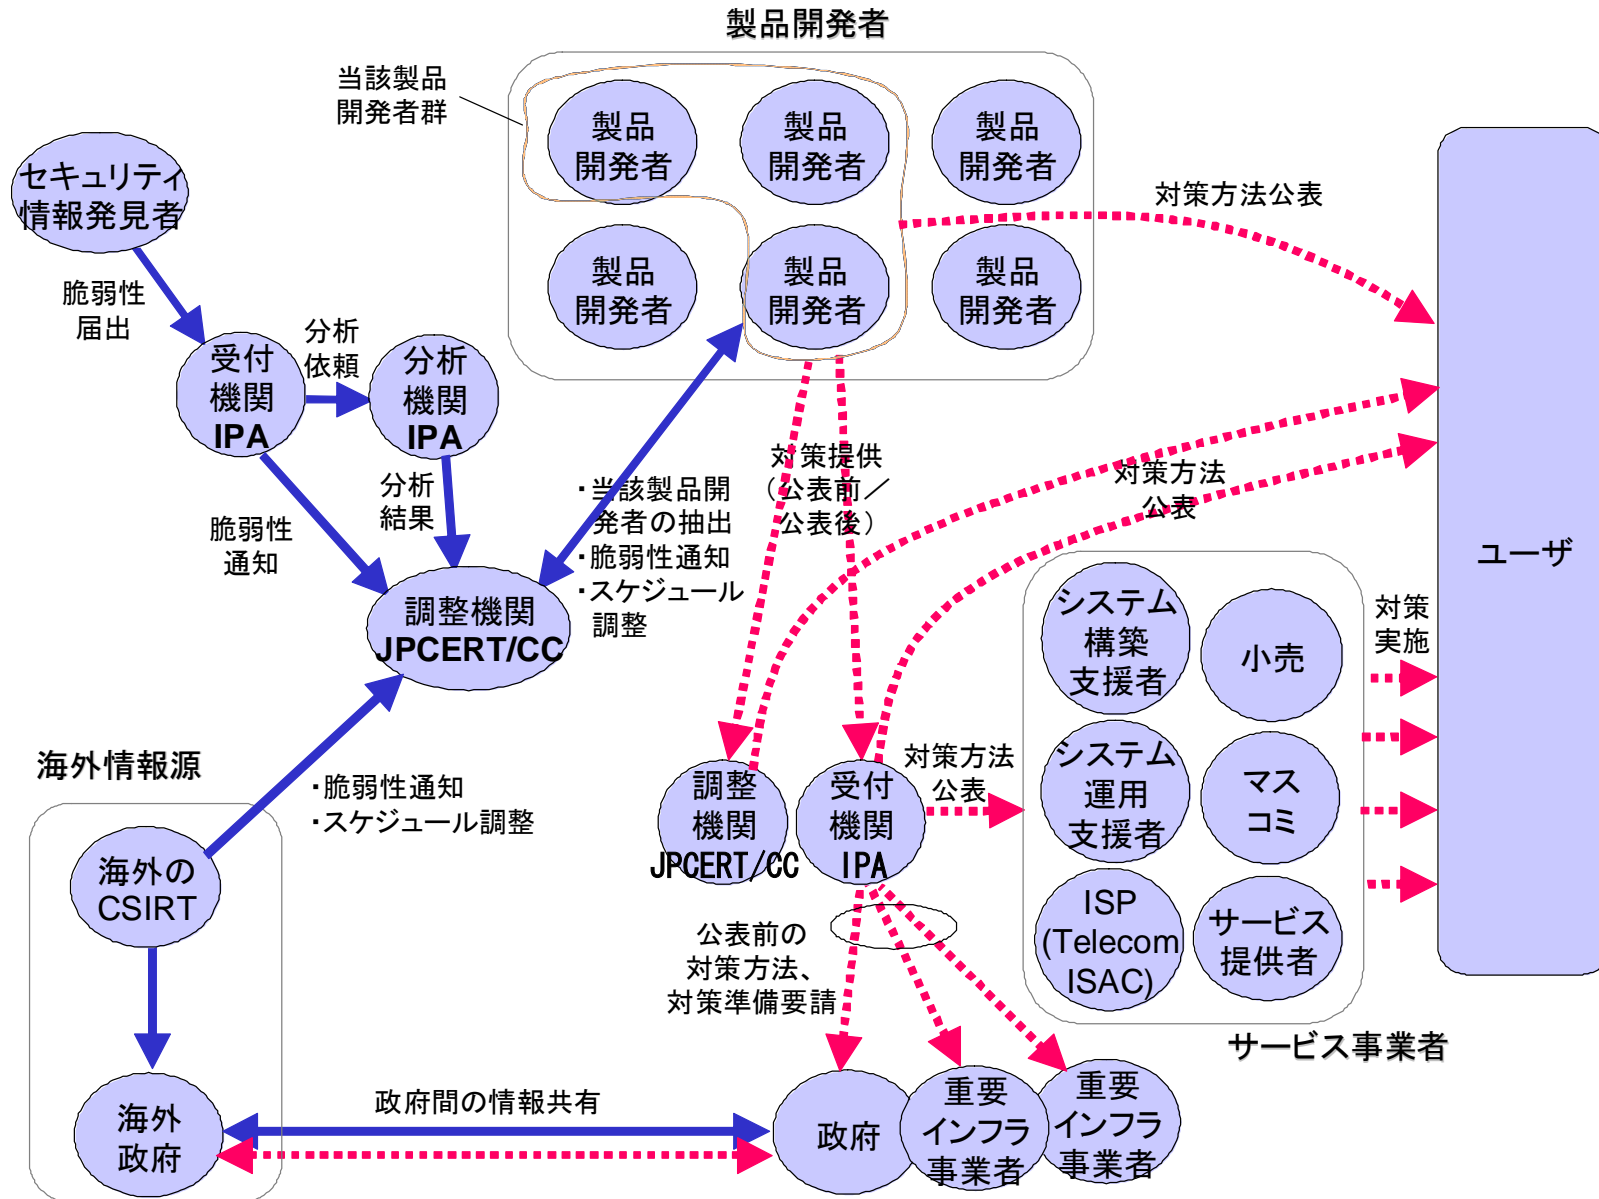 製品開発者
当該製品
開発者群
製品
開発者
製品
開発者
製品
開発者
製品
開発者
製品
開発者
製品
開発者
セキュリティ
情報発見者
脆弱性
届出
受付
機関
IPA
分析
依頼
分析
機関
IPA
脆弱性
通知
分析
結果
調整機関
JPCERT/CC
・当該製品開
発者の抽出
・脆弱性通知
・スケジュール
調整
対策提供
（公表前／
公表後）
対策方法公表
対策方法
公表
ユーザ
海外情報源
・脆弱性通知
・スケジュール調整
海外の
CSIRT
海外
政府
調整
機関
JPCERT/CC
受付
機関
IPA
対策方法
公表
システム
構築
支援者
小売
システム
運用
支援者
マス
コミ
ISP
(Telecom
ISAC)
サービス
提供者
サービス事業者
対策
実施
公表前の
対策方法、
対策準備要請
政府間の情報共有
政府
重要
インフラ
事業者
重要
インフラ
事業者